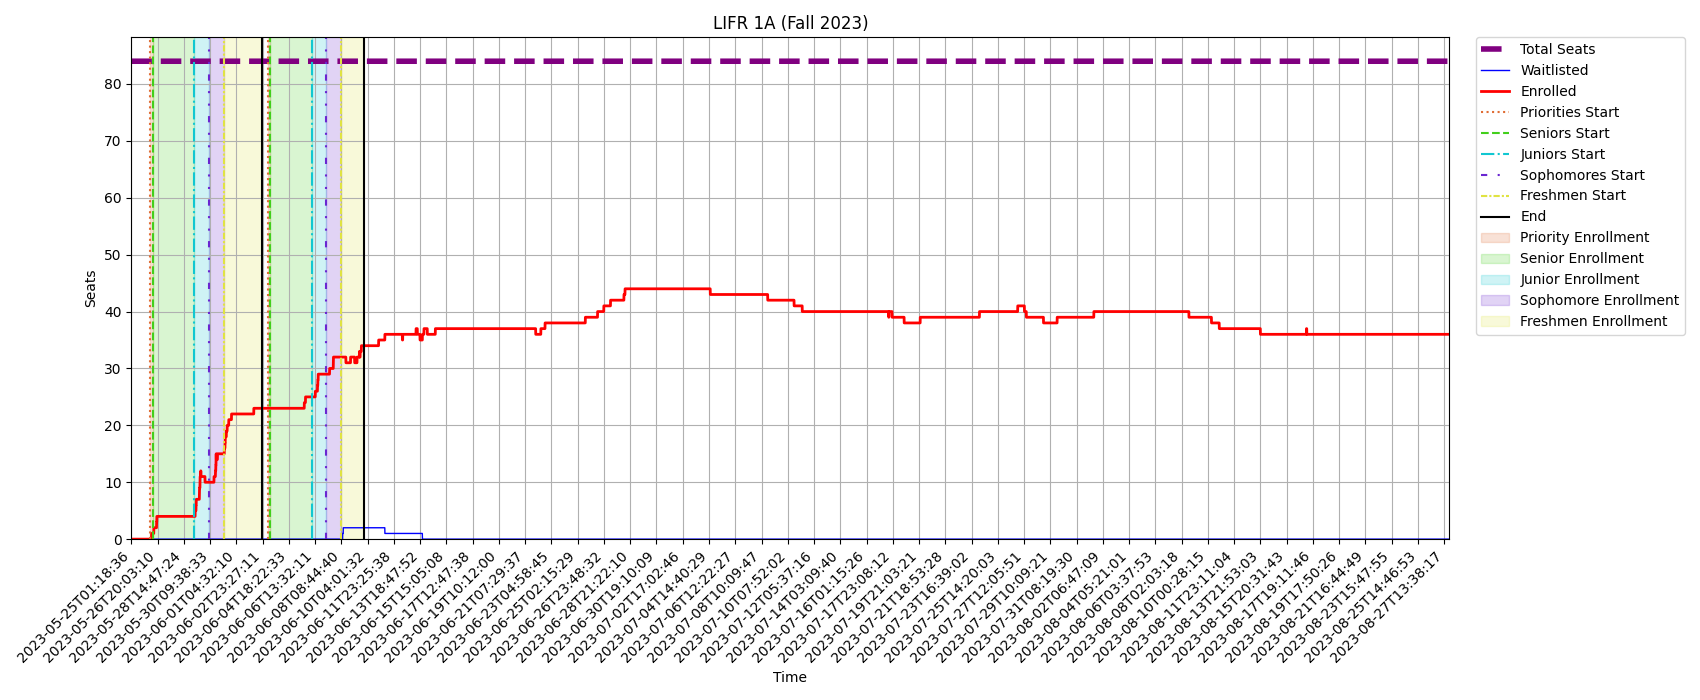 LIFR 1A (Fall 2023)
Seats
80
70
60
50
40
30
20
10
0
2023-05-25T01:18:36
2023-05-26T20:03:10
2023-05-28T14:47:24
2023-05-30T09:38:33
2023-06-01T04:32:10
2023-06-02T23:27:11
2023-06-04T18:22:33
2023-06-06T13:32:11
2023-06-08T08:44:40
2023-06-10T04:01:32
2023-06-11T23:25:38
2023-06-13T18:47:52
2023-06-15T15:05:08
2023-06-17T12:47:38
2023-06-19T10:12:00
2023-06-21T07:29:37
2023-06-23T04:58:45
2023-06-25T02:15:29
2023-06-26T23:48:32
2023-06-28T21:22:10
2023-06-30T19:10:09
2023-07-02T17:02:46
2023-07-04T14:40:29
2023-07-06T12:22:27
2023-07-08T10:09:47
2023-07-10T07:52:02
2023-07-12T05:37:16
2023-07-14T03:09:40
2023-07-16T01:15:26
2023-07-17T23:08:12
2023-07-19T21:03:21
2023-07-21T18:53:28
2023-07-23T16:39:02
2023-07-25T14:20:03
2023-07-27T12:05:51
2023-07-29T10:09:21
2023-07-31T08:19:30
2023-08-02T06:47:09
2023-08-04T05:21:01
2023-08-06T03:37:53
2023-08-08T02:03:18
2023-08-10T00:28:15
2023-08-11T23:11:04
2023-08-13T21:53:03
2023-08-15T20:31:43
2023-08-17T19:11:46
2023-08-19T17:50:26
2023-08-21T16:44:49
2023-08-23T15:47:55
2023-08-25T14:46:53
2023-08-27T13:38:17
Time
Total Seats
Waitlisted
Enrolled
Priorities Start
Seniors Start
Juniors Start
Sophomores Start
Freshmen Start
End
Priority Enrollment
Senior Enrollment
Junior Enrollment
Sophomore Enrollment
Freshmen Enrollment